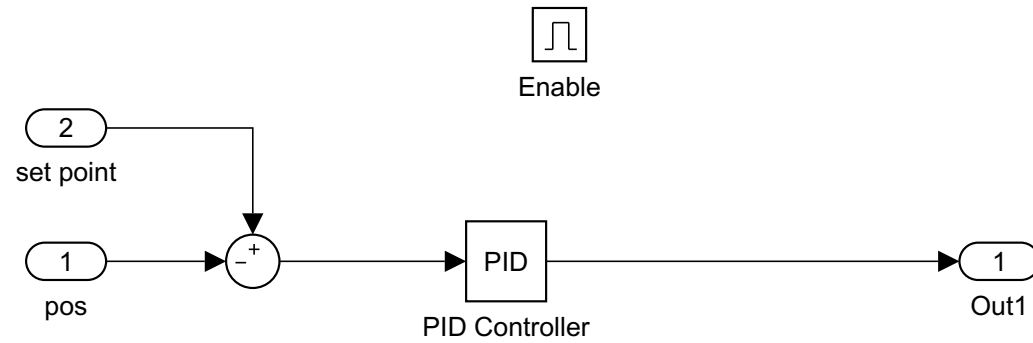 Enable
2
set point
+
−
1
pos
PID
PID Controller
1
Out1